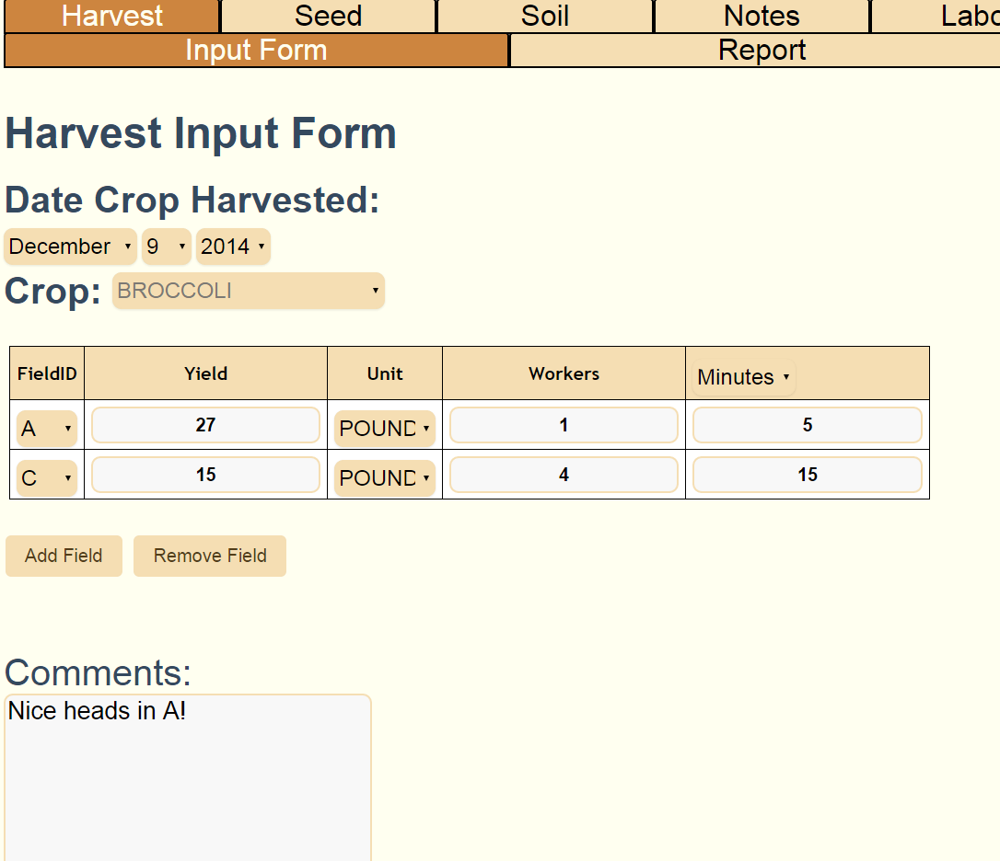 Harvest Seed Soil Notes Labo
Input Form Report
Harvest Input Form
Date Crop Harvested:
December 9 2014
Crop: BROCCOLI
FieldID Yield Unit Workers Minutes
A 27 POUND 1 5
C 15 POUND 4 15
Add Field Remove Field
Comments:
Nice heads in A!